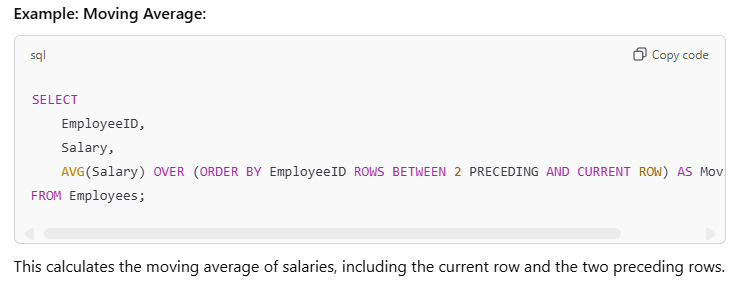 Example: Moving Average:
sql
Copy code
SELECT
EmployeeID,
Salary,
AVG(Salary) OVER (ORDER BY EmployeeID ROWS BETWEEN 2 PRECEDING AND CURRENT ROW) AS
FROM Employees;
This calculates the moving average of salaries, including the current row and the two preceding rows.